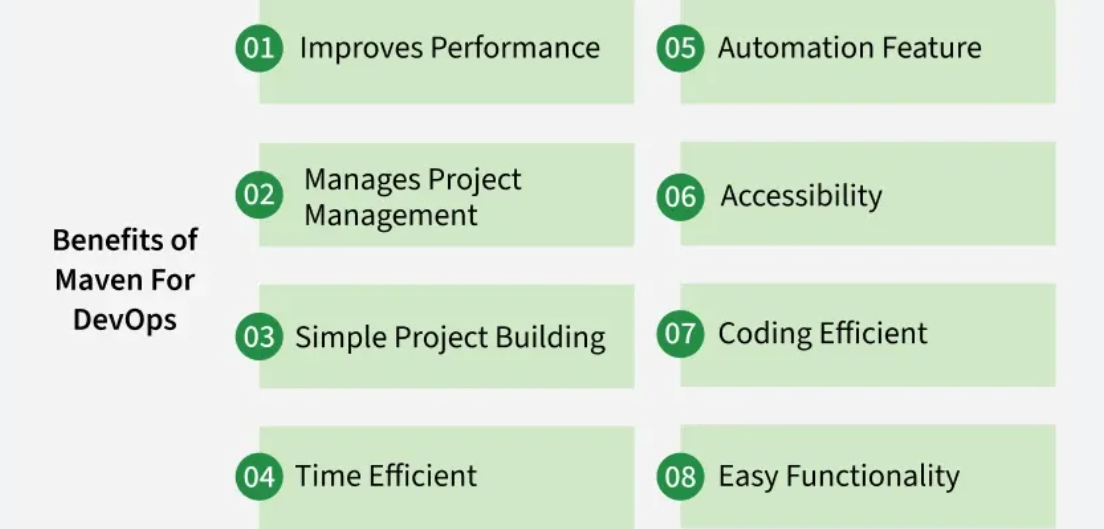 Benefits of
Maven For
DevOps
01 Improves Performance
02 Manages Project
Management
03 Simple Project Building
04 Time Efficient
05 Automation Feature
06 Accessibility
07 Coding Efficient
08 Easy Functionality